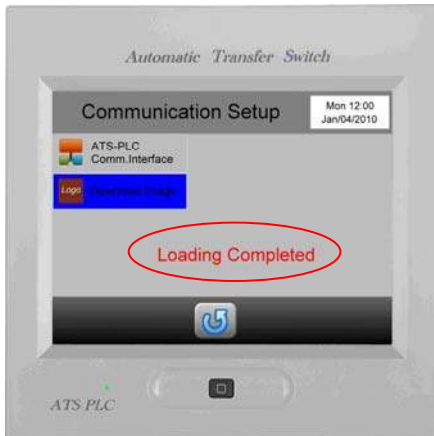 Automatic Transfer Switch
Communication Setup
Mon 12:00
Jan/04/2010
ATS-PLC
Comm.Interface
Logo
Download Image
Loading Completed
ATS PLC